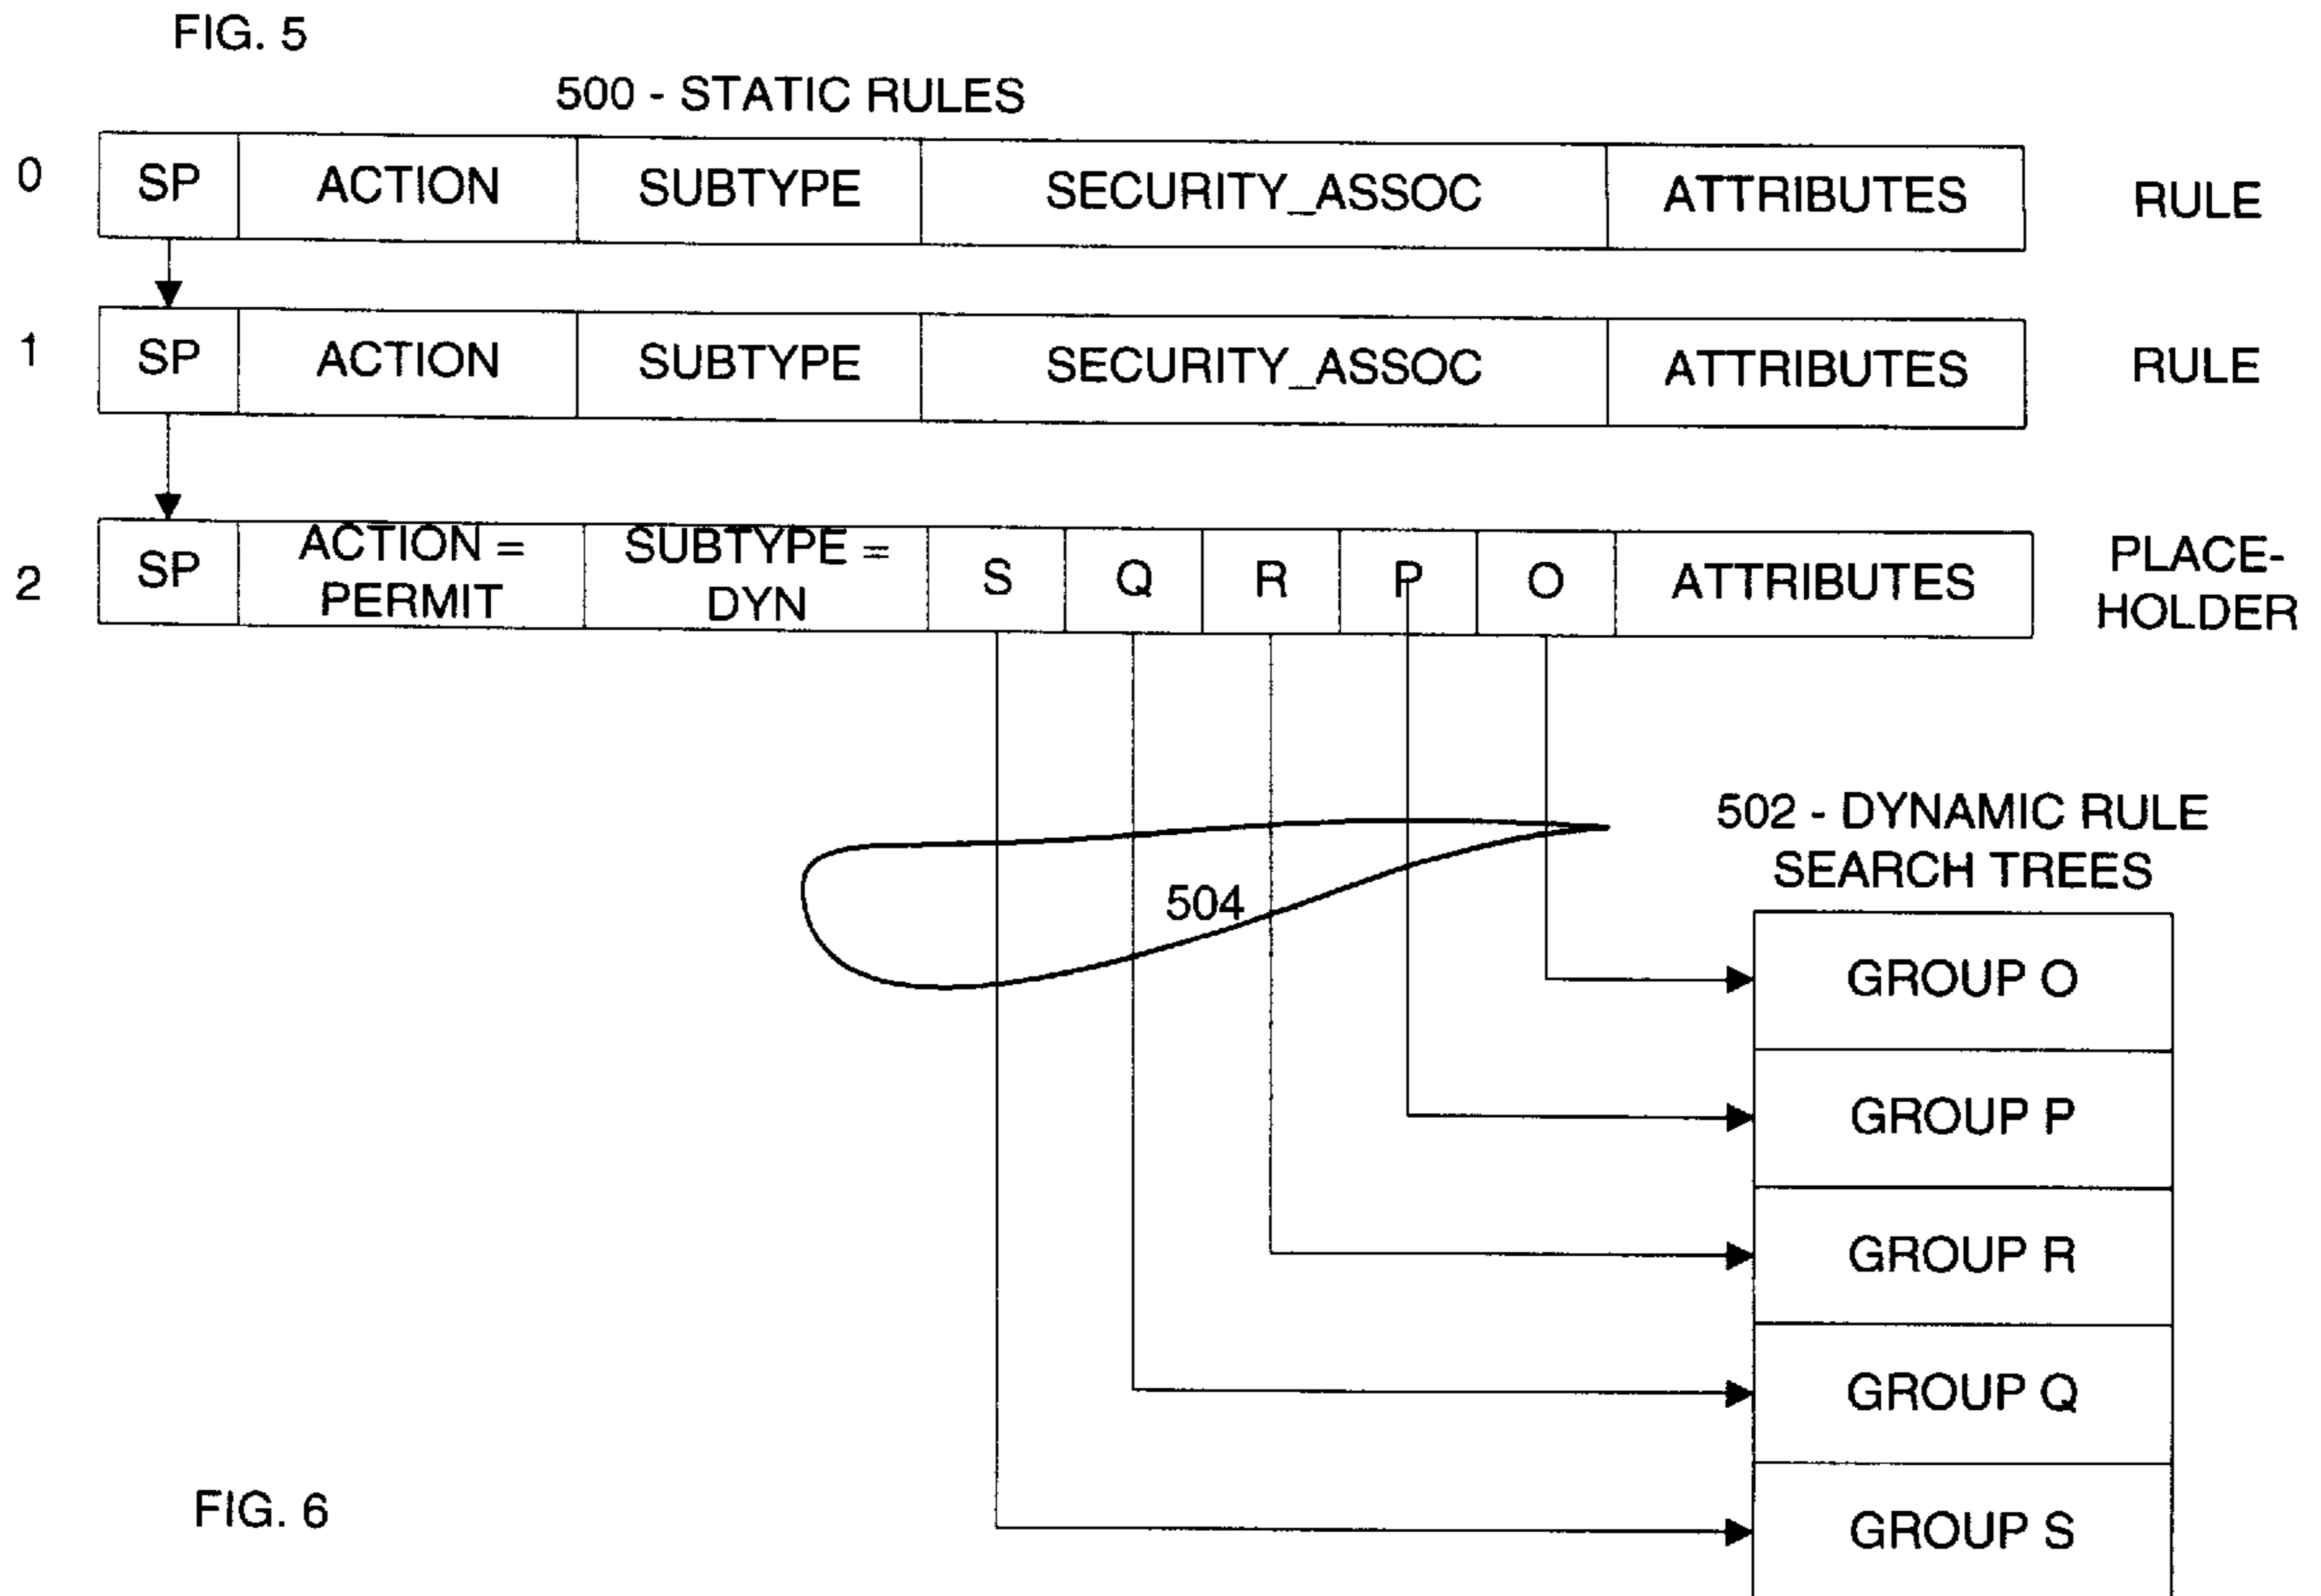 FIG. 5
500 - STATIC RULES
0 SP ACTION SUBTYPE SECURITY_ASSOC ATTRIBUTES RULE
1 SP ACTION SUBTYPE SECURITY_ASSOC ATTRIBUTES RULE
2 SP ACTION = PERMIT SUBTYPE = DYN S Q R P O ATTRIBUTES PLACE-HOLDER
502 - DYNAMIC RULE
SEARCH TREES
504
GROUP O
GROUP P
GROUP R
GROUP Q
GROUP S
FIG. 6